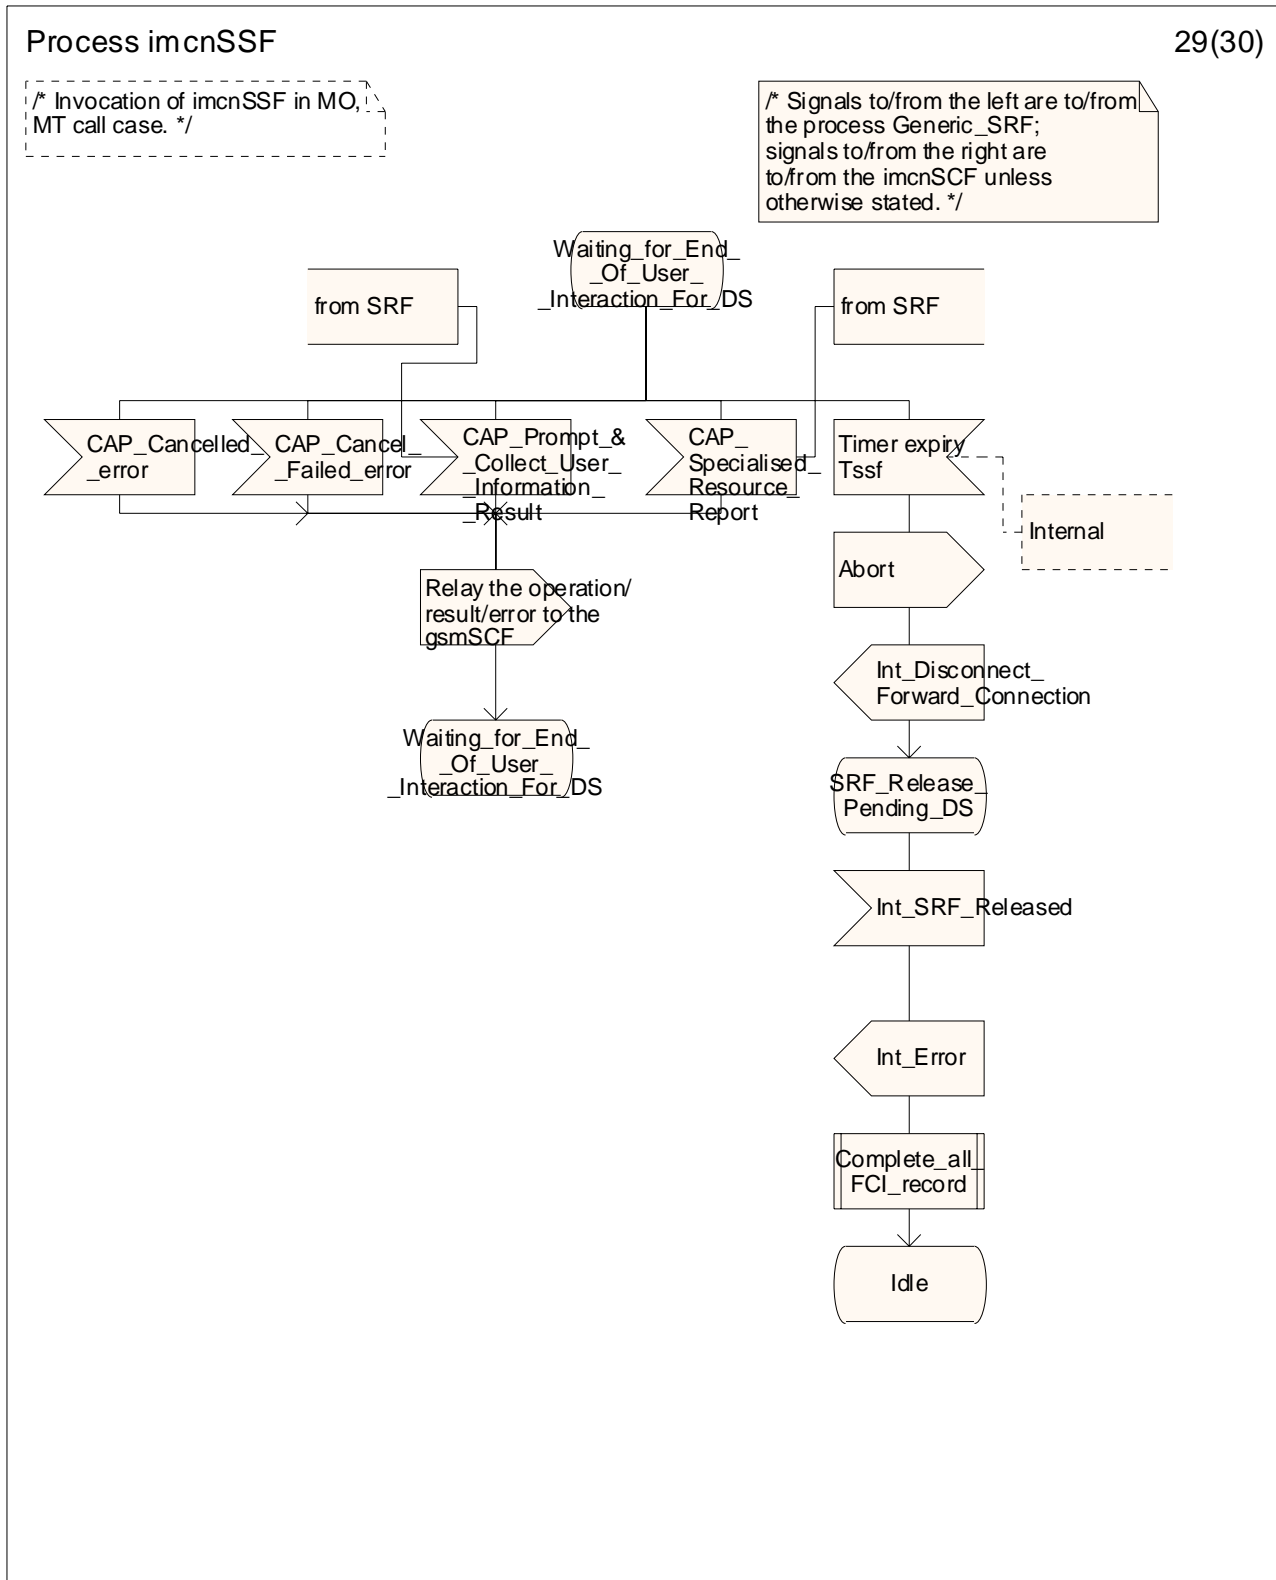 Process imcnSSF
29(30)
/* Invocation of imcnSSF in MO,
MT call case. */
/* Signals to/from the left are to/from
the process Generic_SRF;
signals to/from the right are
to/from the imcnSCF unless
otherwise stated. */
Waiting_for_End_
_Of_User_
_Interaction_For_DS
from SRF
from SRF
CAP_Cancelled_
_error
CAP_Cancel_
_Failed_error
CAP_Prompt_&
_Collect_User_
_Information_
_Result
CAP_
Specialised_
Resource_
Report
Timer expiry
Tssf
Internal
Abort
Relay the operation/
result/error to the
gsmSCF
Int_Disconnect_
Forward_Connection
Waiting_for_End_
_Of_User_
_Interaction_For_DS
SRF_Release_
Pending_DS
Int_SRF_Released
Int_Error
Complete_all_
FCI_record
Idle